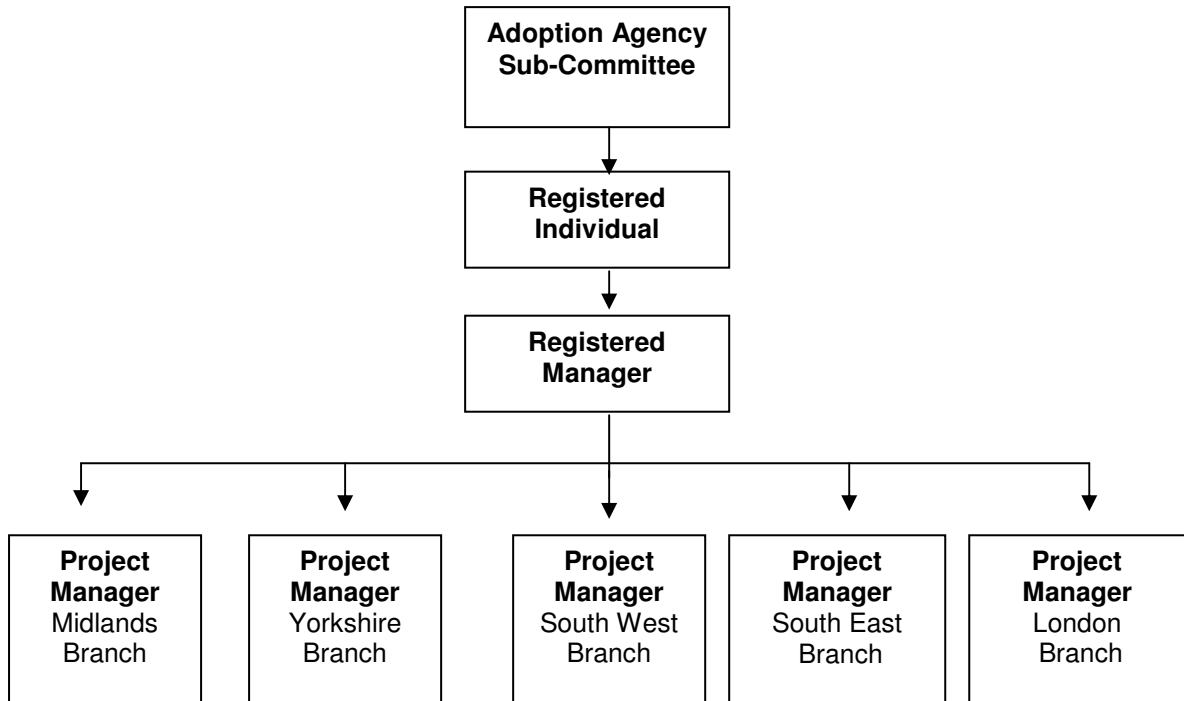 Adoption Agency
Sub-Committee
Registered
Individual
Registered
Manager
Project
Manager
Midlands
Branch
Project
Manager
Yorkshire
Branch
Project
Manager
South West
Branch
Project
Manager
South East
Branch
Project
Manager
London
Branch